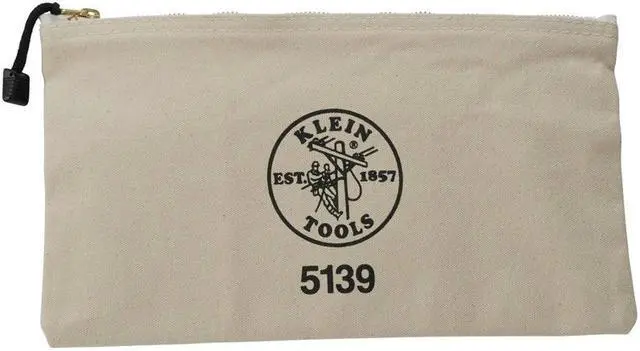 KLEIN
®
EST. 1857
TOOLS
5139